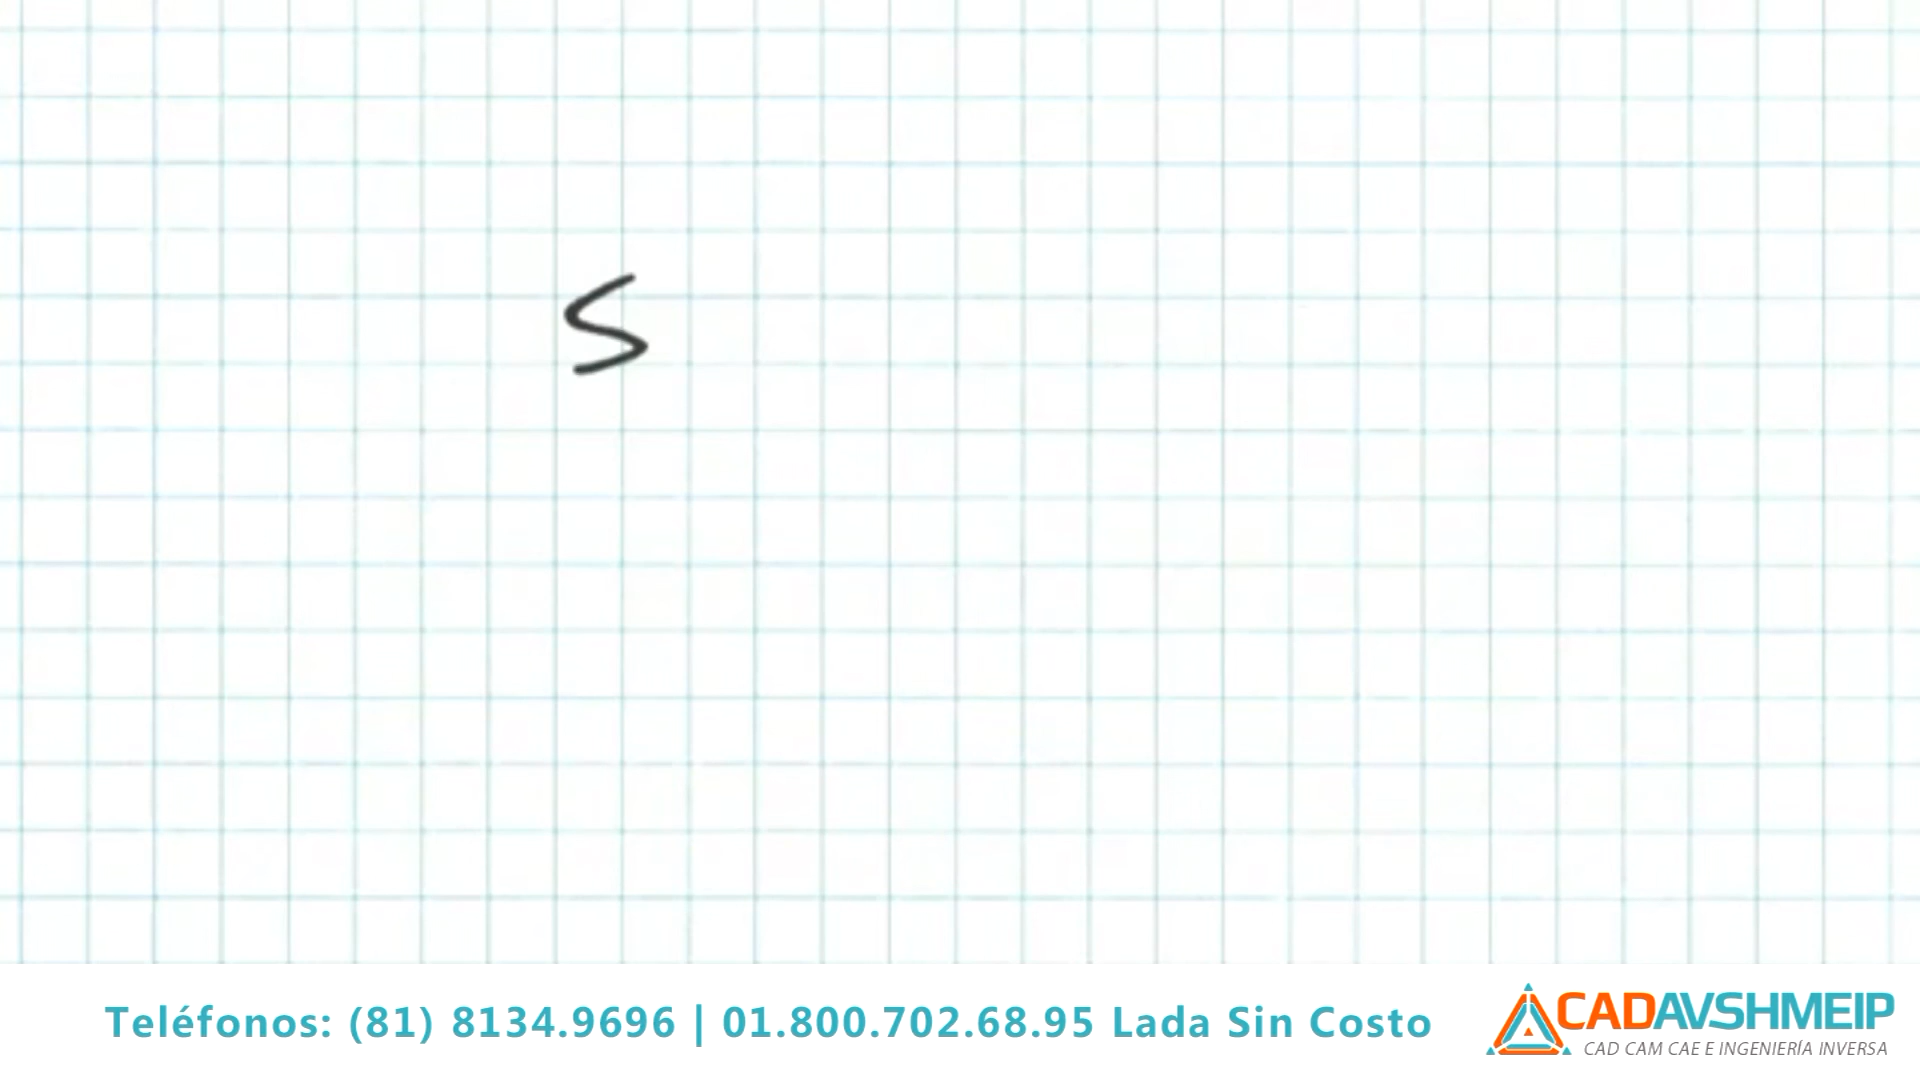 S
Teléfonos: (81) 8134.9696 | 01.800.702.68.95 Lada Sin Costo
CADAVSHMEIP
CAD CAM CAE E INGENIERÍA INVERSA